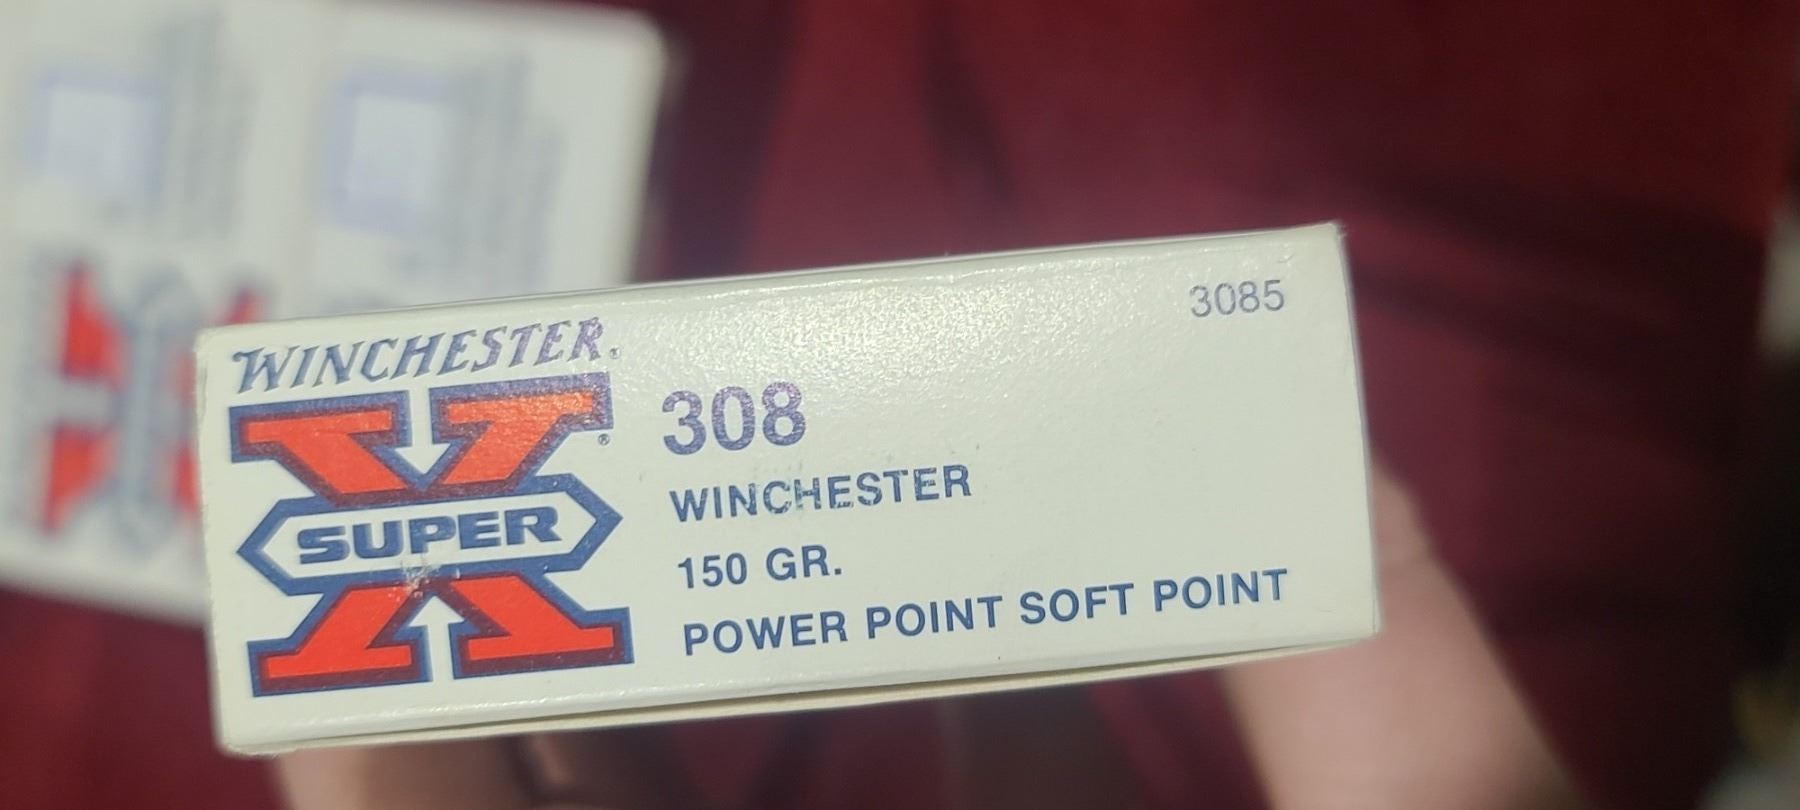 WINCHESTER®
SUPER
X®
3085
308
WINCHESTER
150 GR.
POWER POINT SOFT POINT